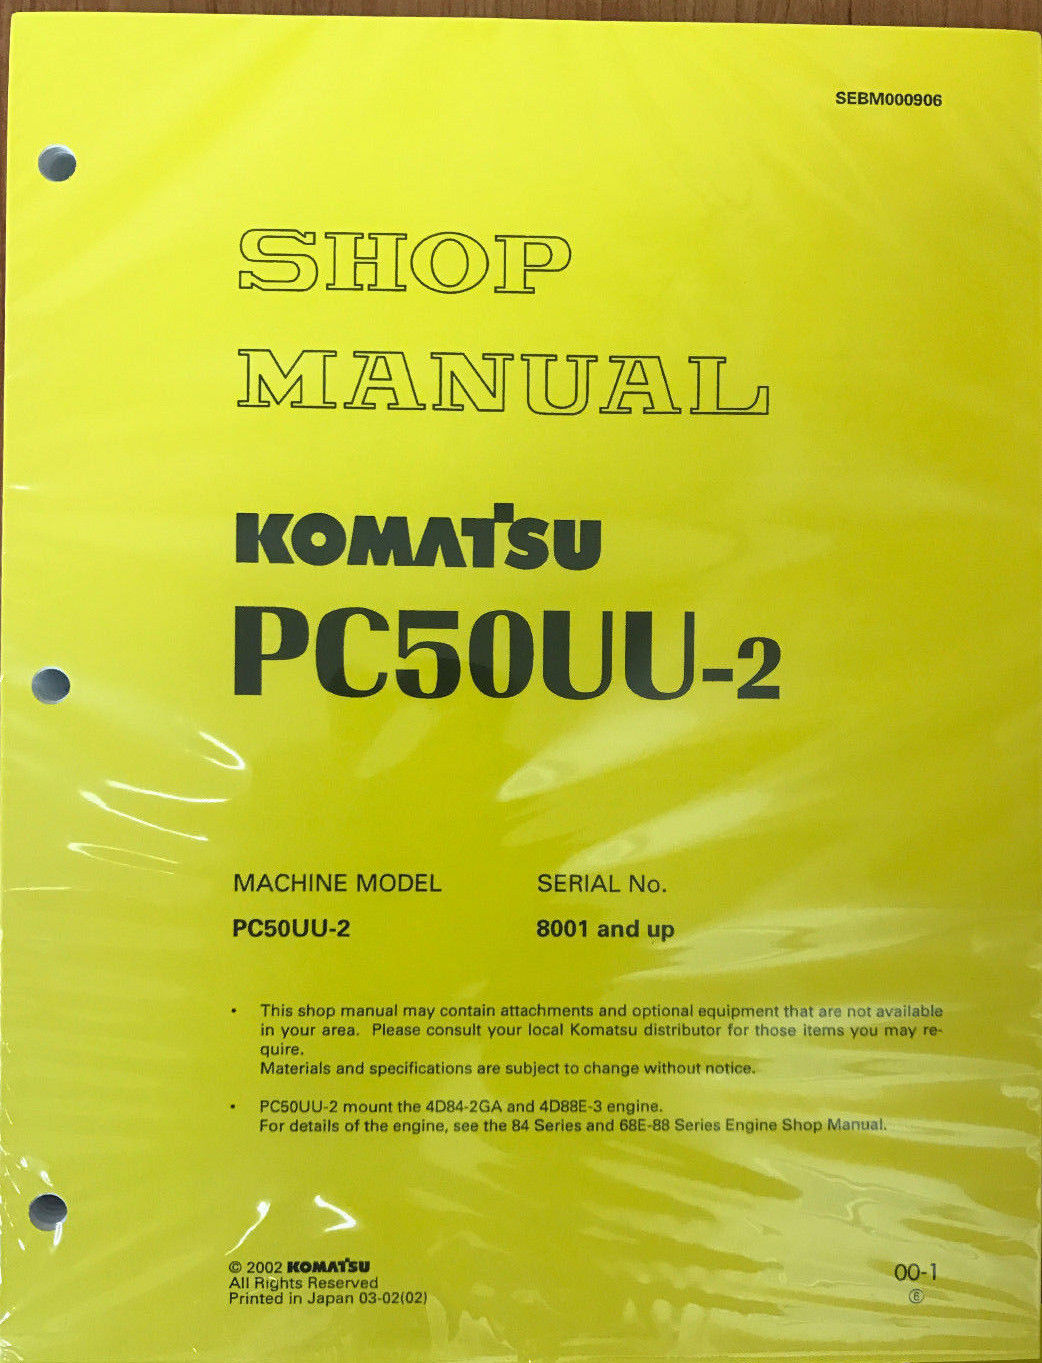 SEBM000906
SHOP
MANUAL
KOMATSU
PC50UU-2
MACHINE MODEL SERIAL No.
PC50UU-2 8001 and up
• This shop manual may contain attachments and optional equipment that are not available
in your area. Please consult your local Komatsu distributor for those items you may re-
quire.
Materials and specifications are subject to change without notice.
• PC50UU-2 mount the 4D84-2GA and 4D88E-3 engine.
For details of the engine, see the 84 Series and 68E-88 Series Engine Shop Manual.
© 2002 KOMATSU
All Rights Reserved
Printed in Japan 03-02(02)
00-1
⑥